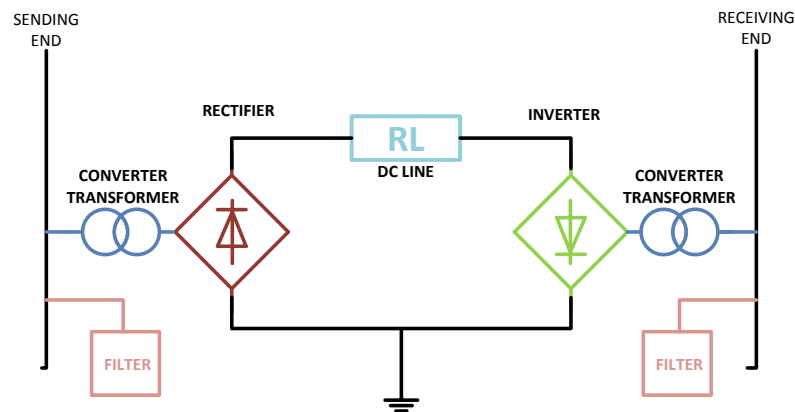 SENDING
END
RECEIVING
END
RECTIFIER
INVERTER
RL
DC LINE
CONVERTER
TRANSFORMER
CONVERTER
TRANSFORMER
FILTER
FILTER